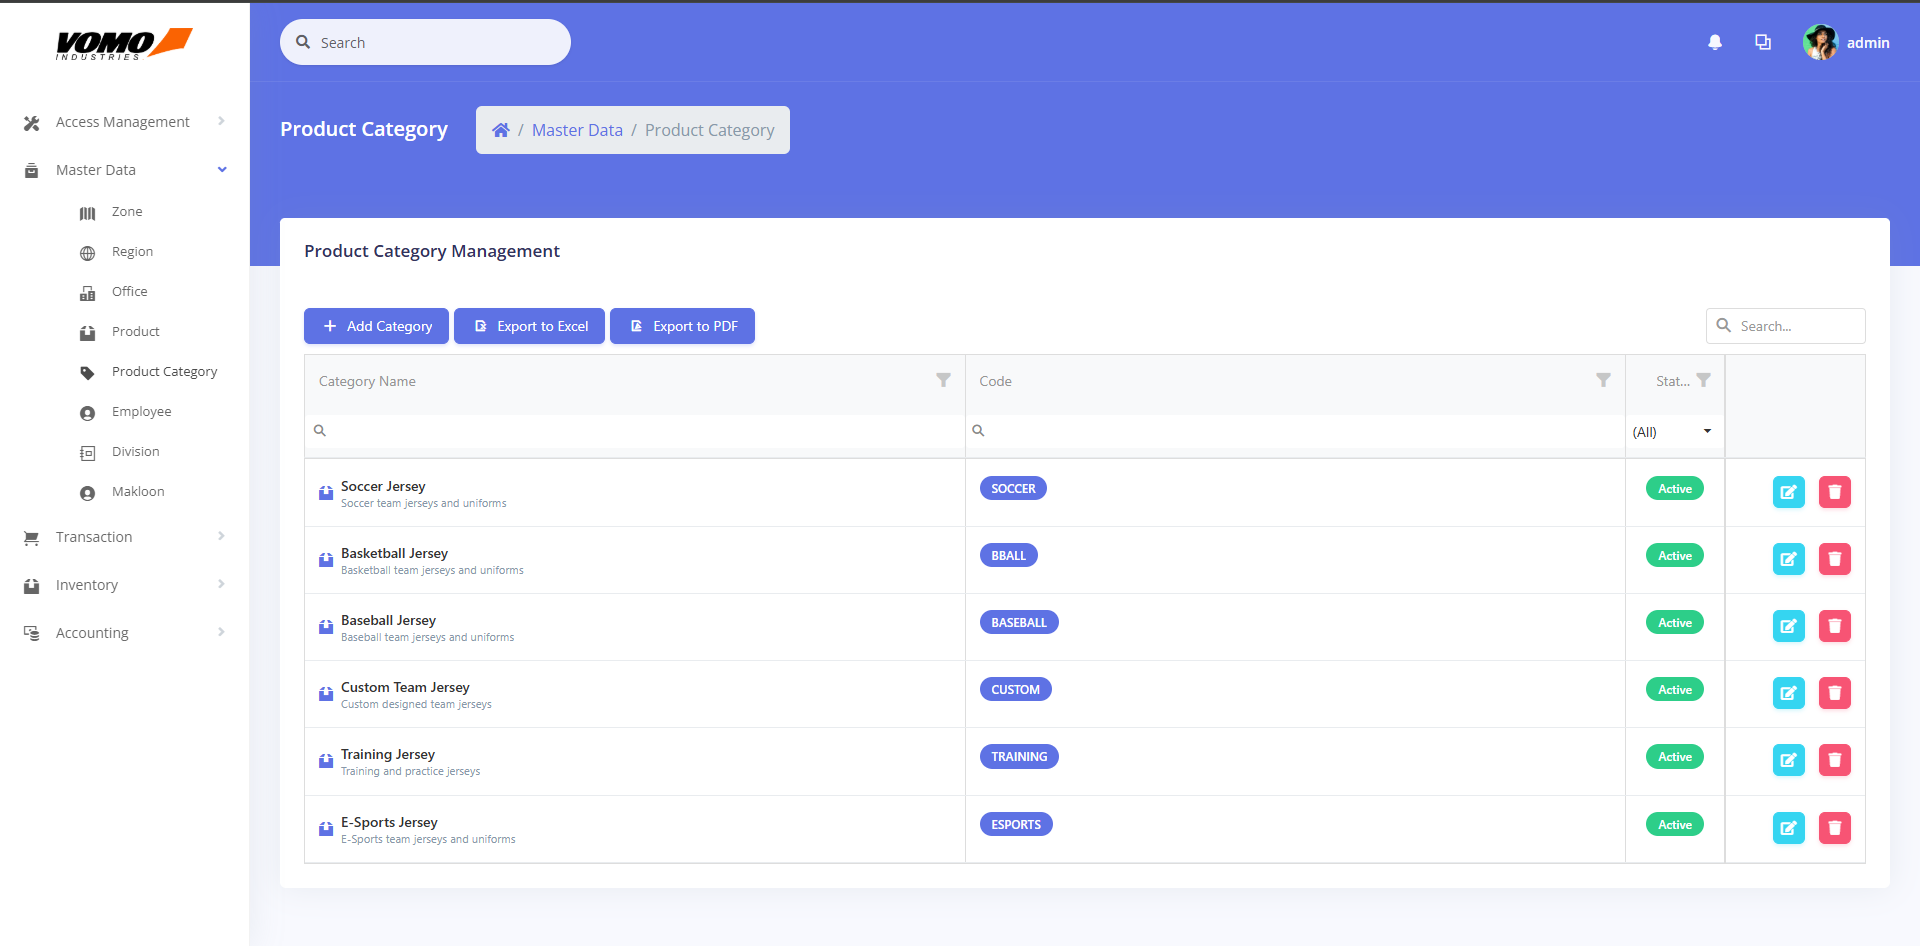 VOMO
INDUSTRIES
Search
admin
Product Category
/ Master Data / Product Category
Access Management
Master Data
Zone
Region
Office
Product
Product Category
Employee
Division
Makloon
Transaction
Inventory
Accounting
Product Category Management
Add Category
Export to Excel
Export to PDF
Search...
Category Name
Code
Stat...
(All)
Soccer Jersey
Soccer team jerseys and uniforms
SOCCER
Active
Basketball Jersey
Basketball team jerseys and uniforms
BBALL
Active
Baseball Jersey
Baseball team jerseys and uniforms
BASEBALL
Active
Custom Team Jersey
Custom designed team jerseys
CUSTOM
Active
Training Jersey
Training and practice jerseys
TRAINING
Active
E-Sports Jersey
E-Sports team jerseys and uniforms
ESPORTS
Active